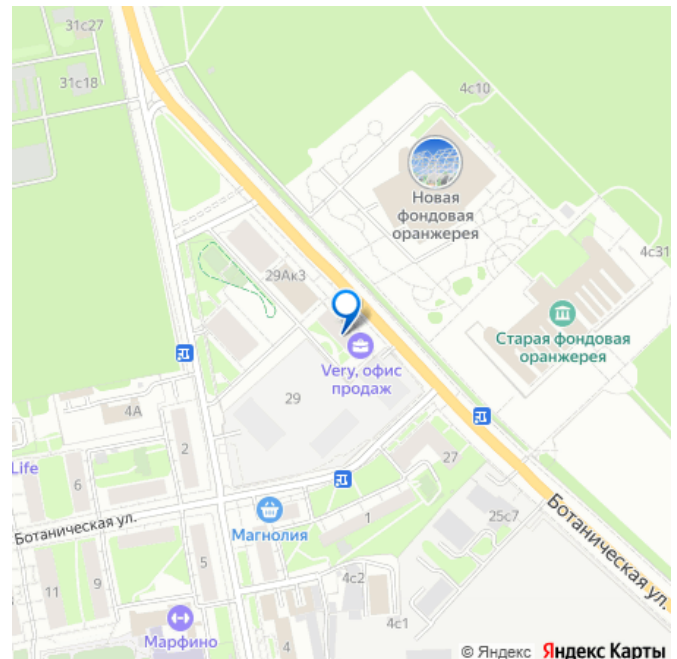 31с27
31с18
4с10
Новая
фондовая
оранжерея
4с31
29Ак3
Старая фондовая
оранжерея
Very, офис
продаж
29
4А
2
Life
6
27
Ботаническая ул.
25с7
Магнолия
1
Ботаническая ул.
5
11
9
4с2
4с1
Марфино
4
© Яндекс Яндекс Карты